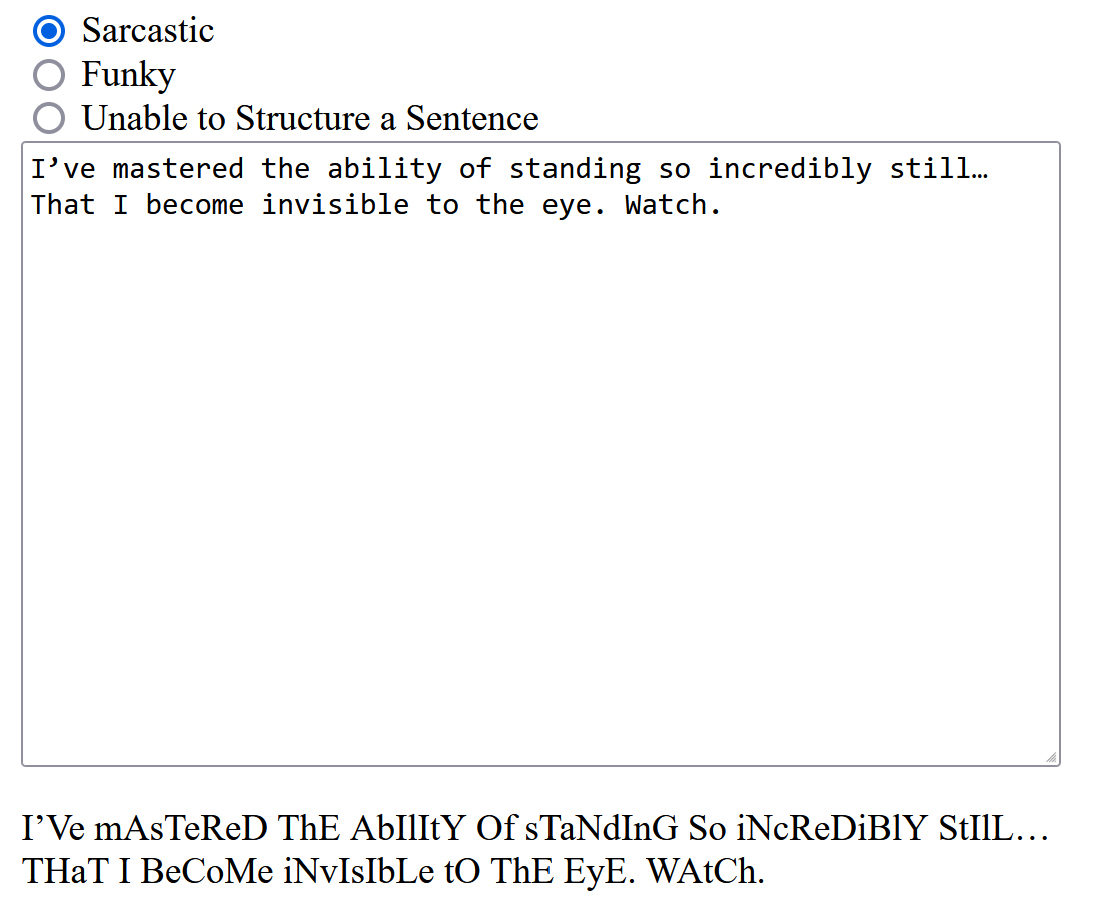 Sarcastic
Funky
Unable to Structure a Sentence
I’ve mastered the ability of standing so incredibly still…
That I become invisible to the eye. Watch.
I’Ve mAsTeReD ThE AbIlItY Of sTaNdInG So iNcReDiBlY StIlL…
THaT I BeCoMe iNvIsIbLe tO ThE EyE. WAtCh.